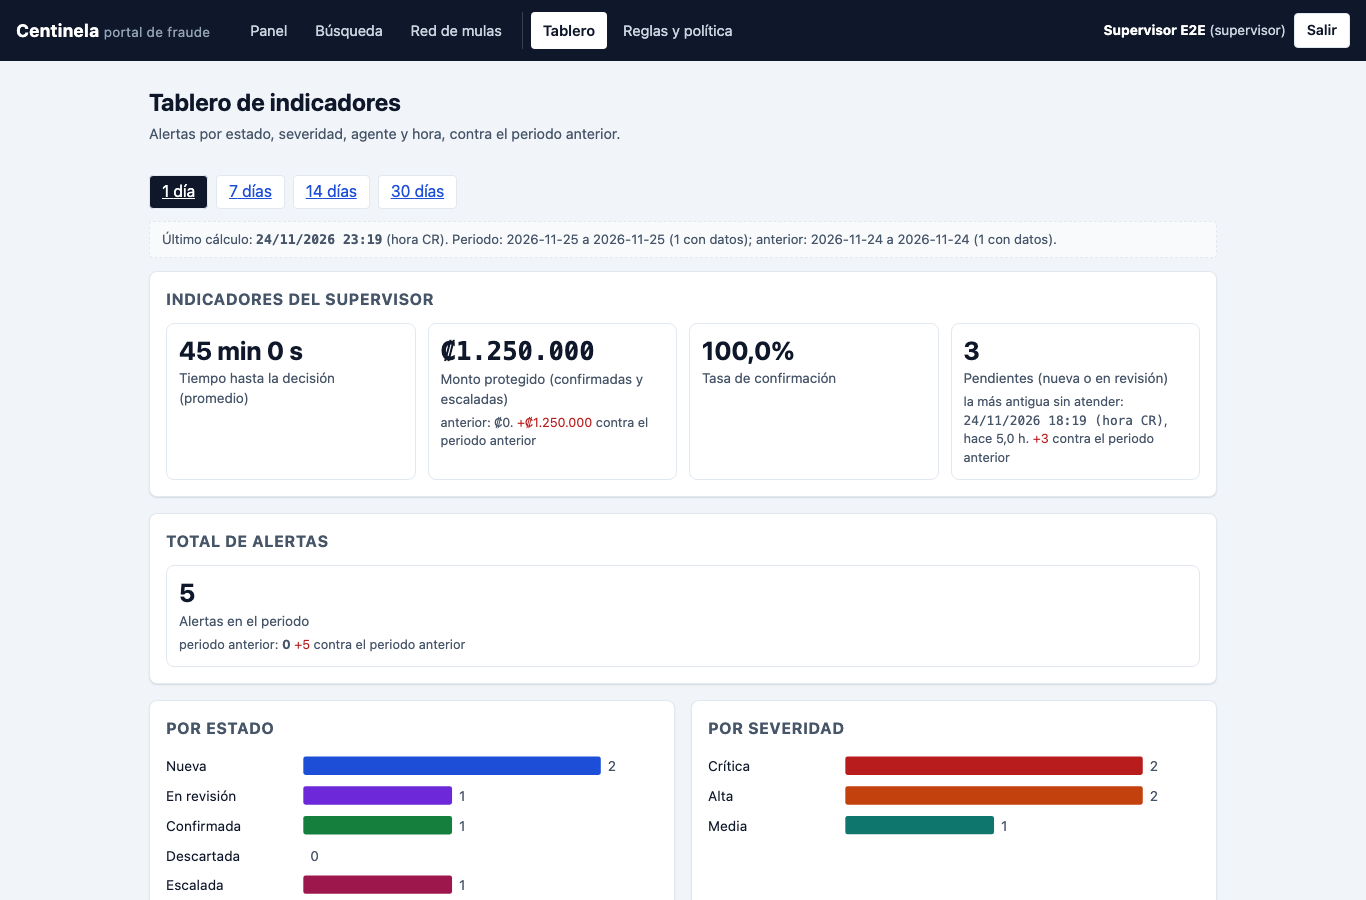 Centinela portal de fraude
Panel
Búsqueda
Red de mulas
Tablero
Reglas y política
Supervisor E2E (supervisor)
Salir
Tablero de indicadores
Alertas por estado, severidad, agente y hora, contra el periodo anterior.
1 día
7 días
14 días
30 días
Último cálculo: 24/11/2026 23:19 (hora CR). Periodo: 2026-11-25 a 2026-11-25 (1 con datos); anterior: 2026-11-24 a 2026-11-24 (1 con datos).
INDICADORES DEL SUPERVISOR
45 min 0 s
Tiempo hasta la decisión
(promedio)
₡1.250.000
Monto protegido (confirmadas y
escaladas)
anterior: ₡0. +₡1.250.000 contra el
periodo anterior
100,0%
Tasa de confirmación
3
Pendientes (nueva o en revisión)
la más antigua sin atender:
24/11/2026 18:19 (hora CR),
hace 5,0 h. +3 contra el periodo
anterior
TOTAL DE ALERTAS
5
Alertas en el periodo
periodo anterior: 0 +5 contra el periodo anterior
POR ESTADO
Nueva 2
En revisión 1
Confirmada 1
Descartada 0
Escalada 1
POR SEVERIDAD
Crítica 2
Alta 2
Media 1